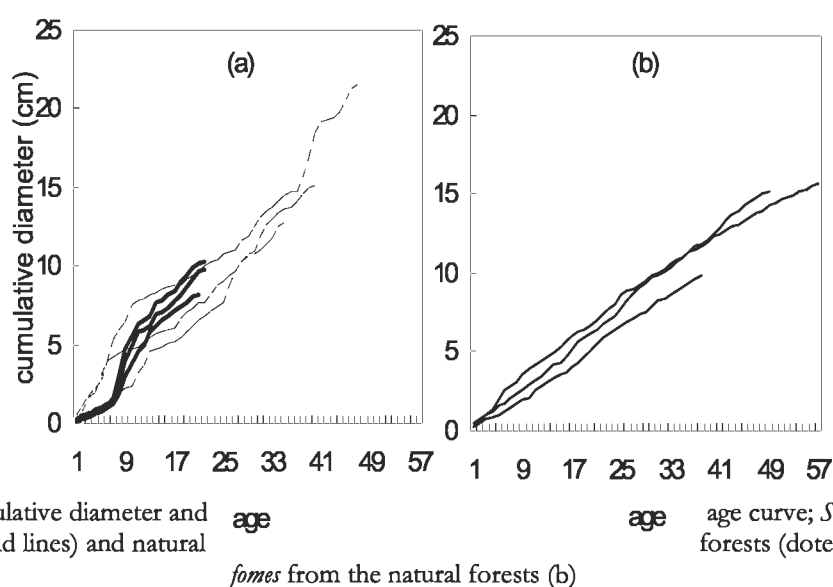 25
(a)
20
15
10
5
0
cumulative diameter (cm)
1 9 17 25 33 41 49 57
age
25
(b)
20
15
10
5
0
1 9 17 25 33 41 49 57
age
ulative diameter and
d lines) and natural
age curve; S
forests (dote
fomes from the natural forests (b)